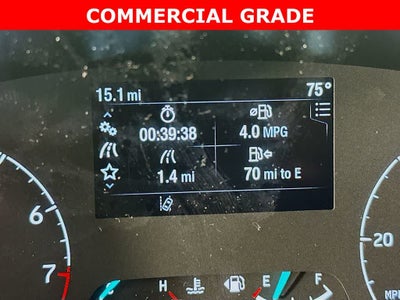 COMMERCIAL GRADE
15.1 mi 75°
00:39:38 4.0 MPG
1.4 mi 70 mi to E
7 20
7
H E F